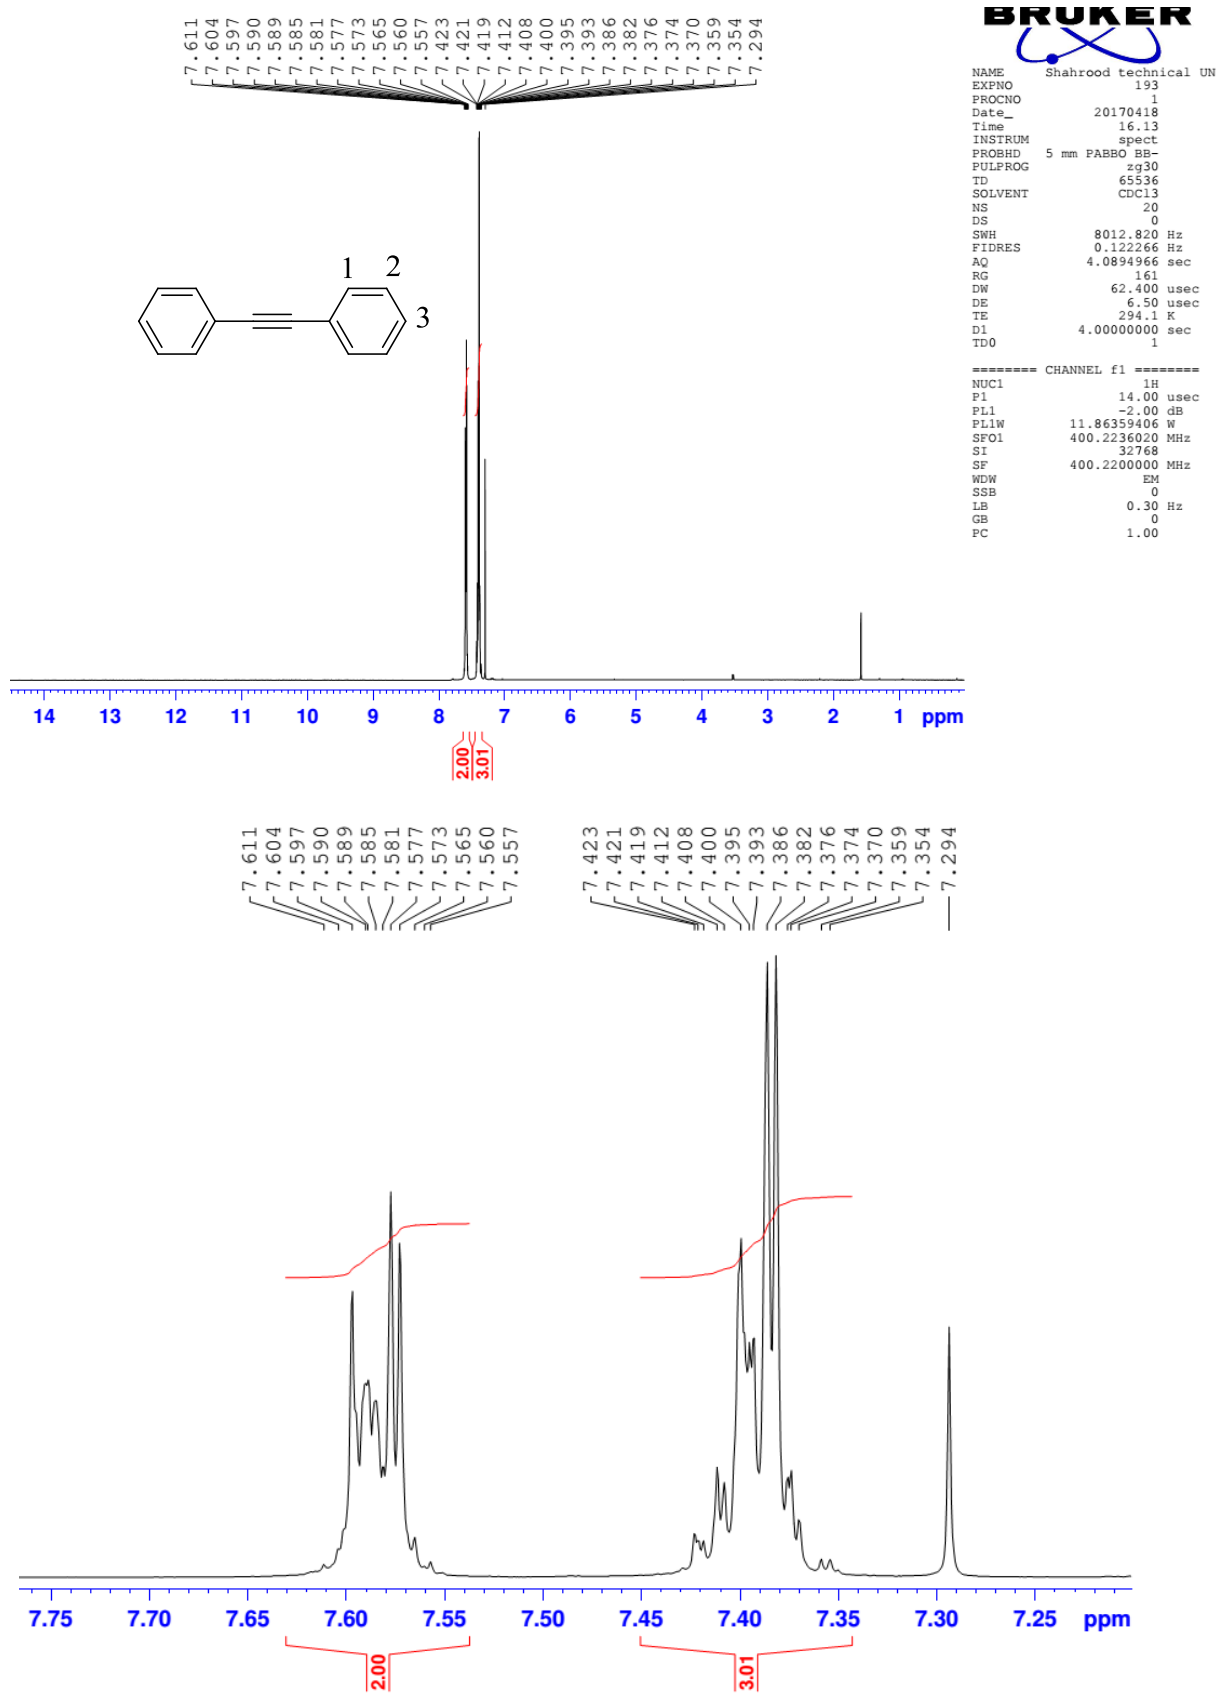 7.611 7.604 7.597 7.590 7.589 7.585 7.581 7.577 7.573 7.565 7.560 7.557 7.423 7.421 7.419 7.412 7.408 7.400 7.395 7.393 7.386 7.382 7.376 7.374 7.370 7.359 7.354 7.294
BRUKER
NAME Shahrood technical UN
EXPNO 193
PROCNO 1
Date_ 20170418
Time 16.13
INSTRUM spect
PROBHD 5 mm PABBO BB-
PULPROG zg30
TD 65536
SOLVENT CDCl3
NS 20
DS 0
SWH 8012.820 Hz
FIDRES 0.122266 Hz
AQ 4.0894966 sec
RG 161
DW 62.400 usec
DE 6.50 usec
TE 294.1 K
D1 4.00000000 sec
TD0 1
======== CHANNEL f1 ========
NUC1 1H
P1 14.00 usec
PL1 -2.00 dB
PL1W 11.86359406 W
SFO1 400.2236020 MHz
SI 32768
SF 400.2200000 MHz
WDW EM
SSB 0
LB 0.30 Hz
GB 0
PC 1.00
1 2
3
14 13 12 11 10 9 8 7 6 5 4 3 2 1 ppm
2.00 3.01
7.611 7.604 7.597 7.590 7.589 7.585 7.581 7.577 7.573 7.565 7.560 7.557 7.423 7.421 7.419 7.412 7.408 7.400 7.395 7.393 7.386 7.382 7.376 7.374 7.370 7.359 7.354 7.294
7.75 7.70 7.65 7.60 7.55 7.50 7.45 7.40 7.35 7.30 7.25 ppm
2.00 3.01